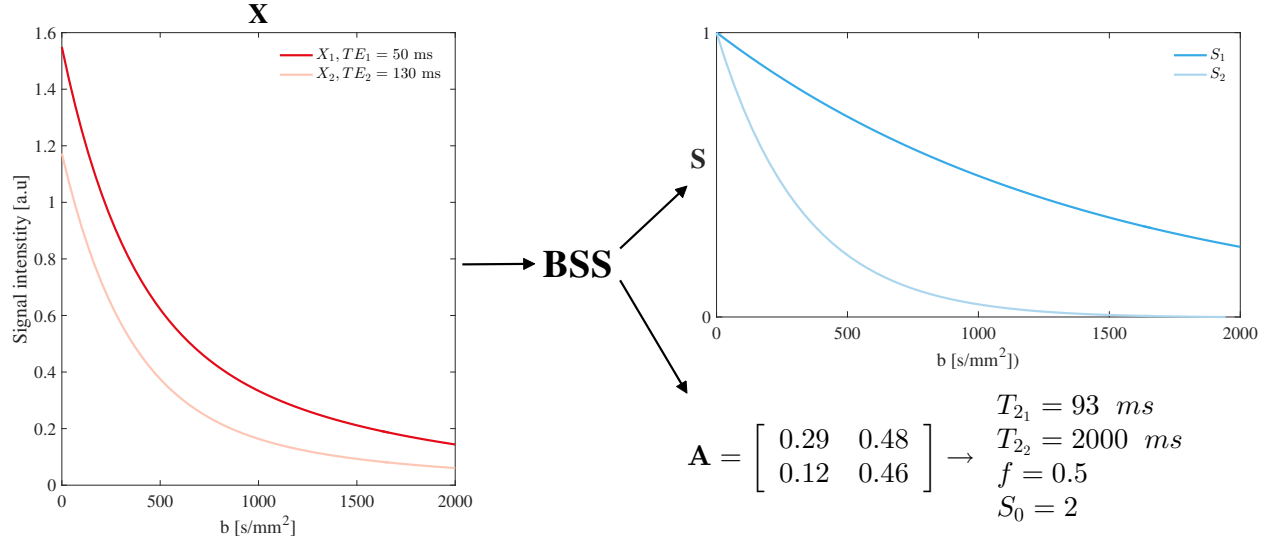 X
1.6
1.4
1.2
1
0.8
0.6
0.4
0.2
0
Signal intenstity [a.u]
X₁, TE₁ = 50 ms
X₂, TE₂ = 130 ms
0 500 1000 1500 2000
b [s/mm²]
BSS
S
1
0
S₁
S₂
0 500 1000 1500 2000
b [s/mm²])
A = [ 0.29 0.48
0.12 0.46 ] →
T₂₁ = 93 ms
T₂₂ = 2000 ms
f = 0.5
S₀ = 2